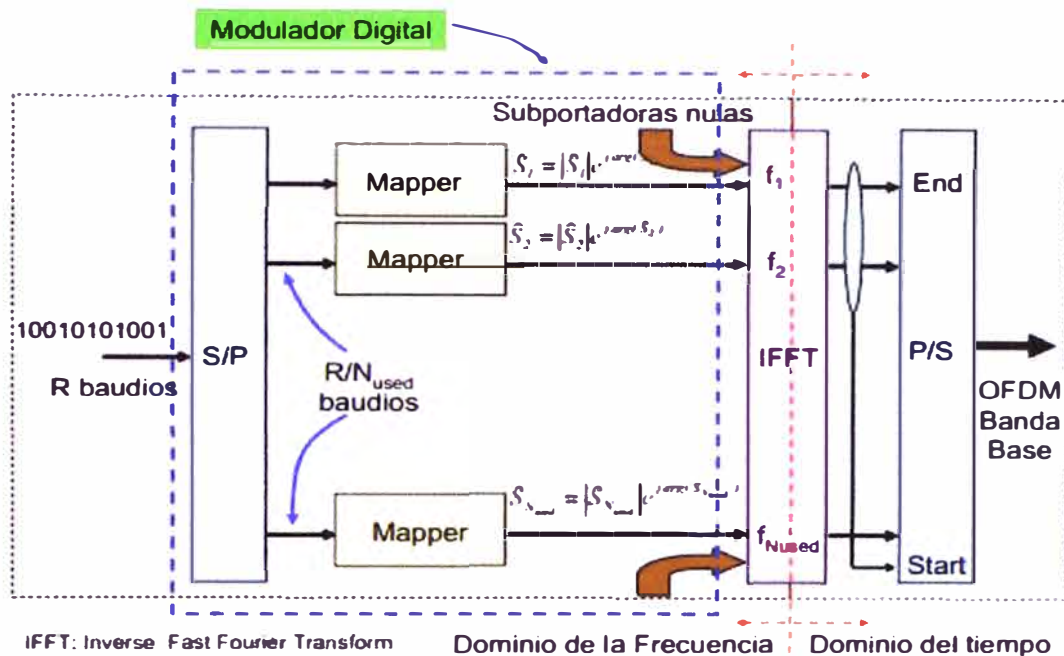 Modulador Digital
Subportadoras nulas
Mapper
f1
End
Mapper
f2
10010101001
S/P
IFFT
P/S
R baudios
R/Nused
baudios
OFDM
Banda
Base
Mapper
fNused
Start
IFFT: Inverse Fast Fourier Transform
Dominio de la Frecuencia
Dominio del tiempo